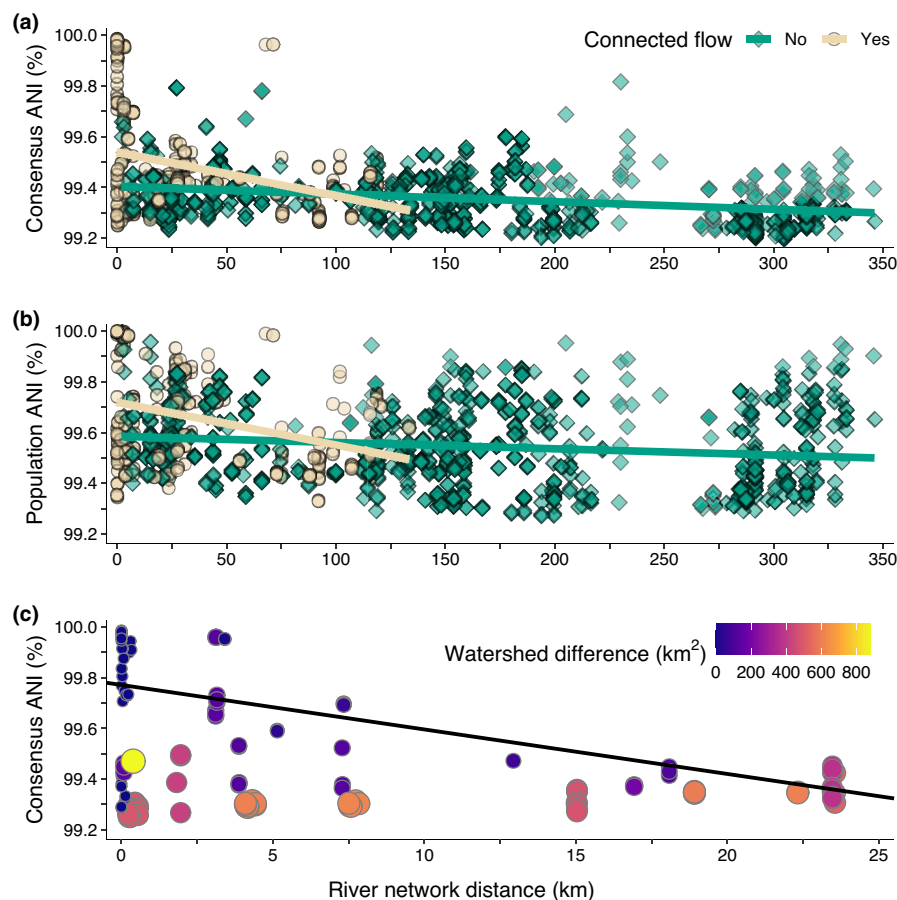 (a)
Connected flow No Yes
Consensus ANI (%)
100.0
99.8
99.6
99.4
99.2
0 50 100 150 200 250 300 350
(b)
Population ANI (%)
100.0
99.8
99.6
99.4
99.2
0 50 100 150 200 250 300 350
(c)
Watershed difference (km²)
0 200 400 600 800
Consensus ANI (%)
100.0
99.8
99.6
99.4
99.2
0 5 10 15 20 25
River network distance (km)